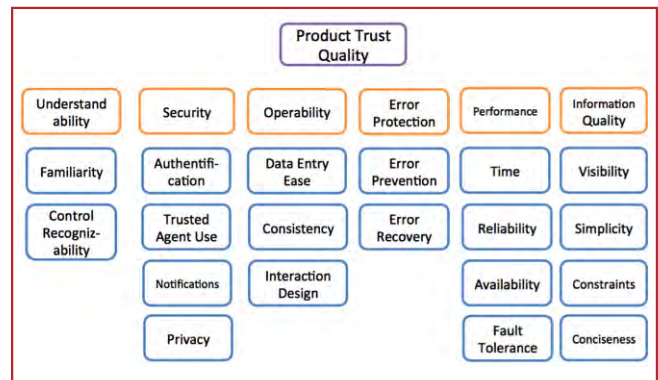 Product Trust
Quality
Understand
ability
Security
Operability
Error
Protection
Performance
Information
Quality
Familiarity
Authentifi-
cation
Data Entry
Ease
Error
Prevention
Time
Visibility
Control
Recogniz-
ability
Trusted
Agent Use
Consistency
Error
Recovery
Reliability
Simplicity
Notifications
Interaction
Design
Availability
Constraints
Privacy
Fault
Tolerance
Conciseness